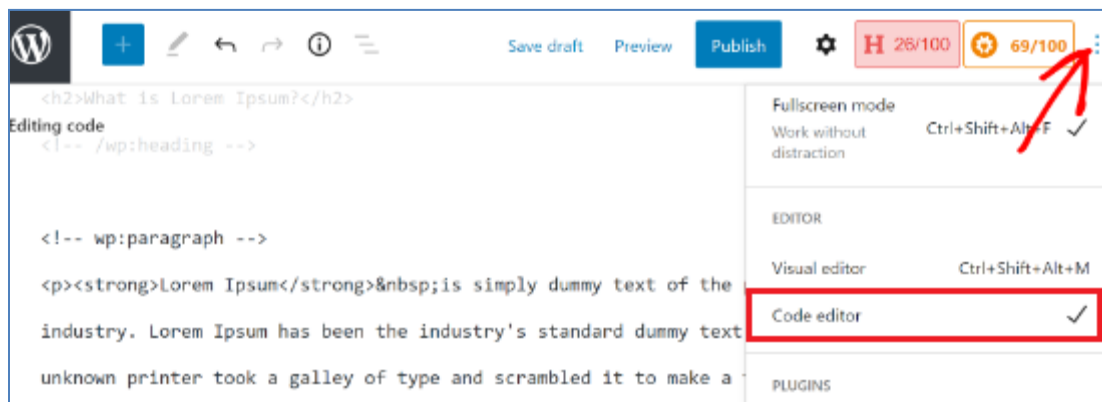 Save draft Preview Publish H 26/100 69/100
<h2>What is Lorem Ipsum?</h2>
Editing code
<!-- /wp:heading -->
<!-- wp:paragraph -->
<p><strong>Lorem Ipsum</strong>&nbsp;is simply dummy text of the
industry. Lorem Ipsum has been the industry's standard dummy text
unknown printer took a galley of type and scrambled it to make a
Fullscreen mode
Work without
distraction
Ctrl+Shift+Alt+F
EDITOR
Visual editor Ctrl+Shift+Alt+M
Code editor
PLUGINS